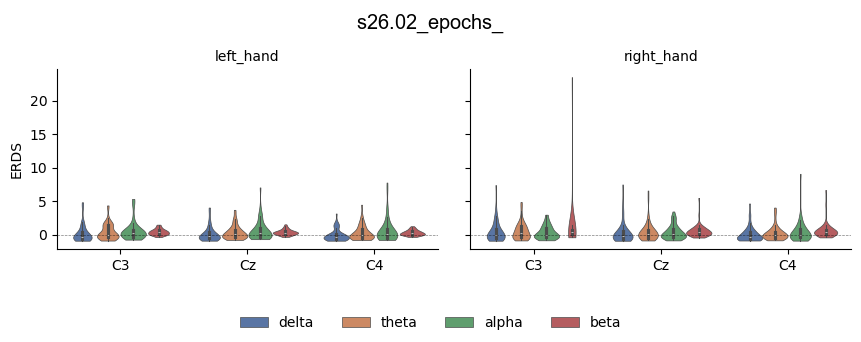 s26.02_epochs_
left_hand
right_hand
ERDS
20
15
10
5
0
C3 Cz C4
C3 Cz C4
delta theta alpha beta